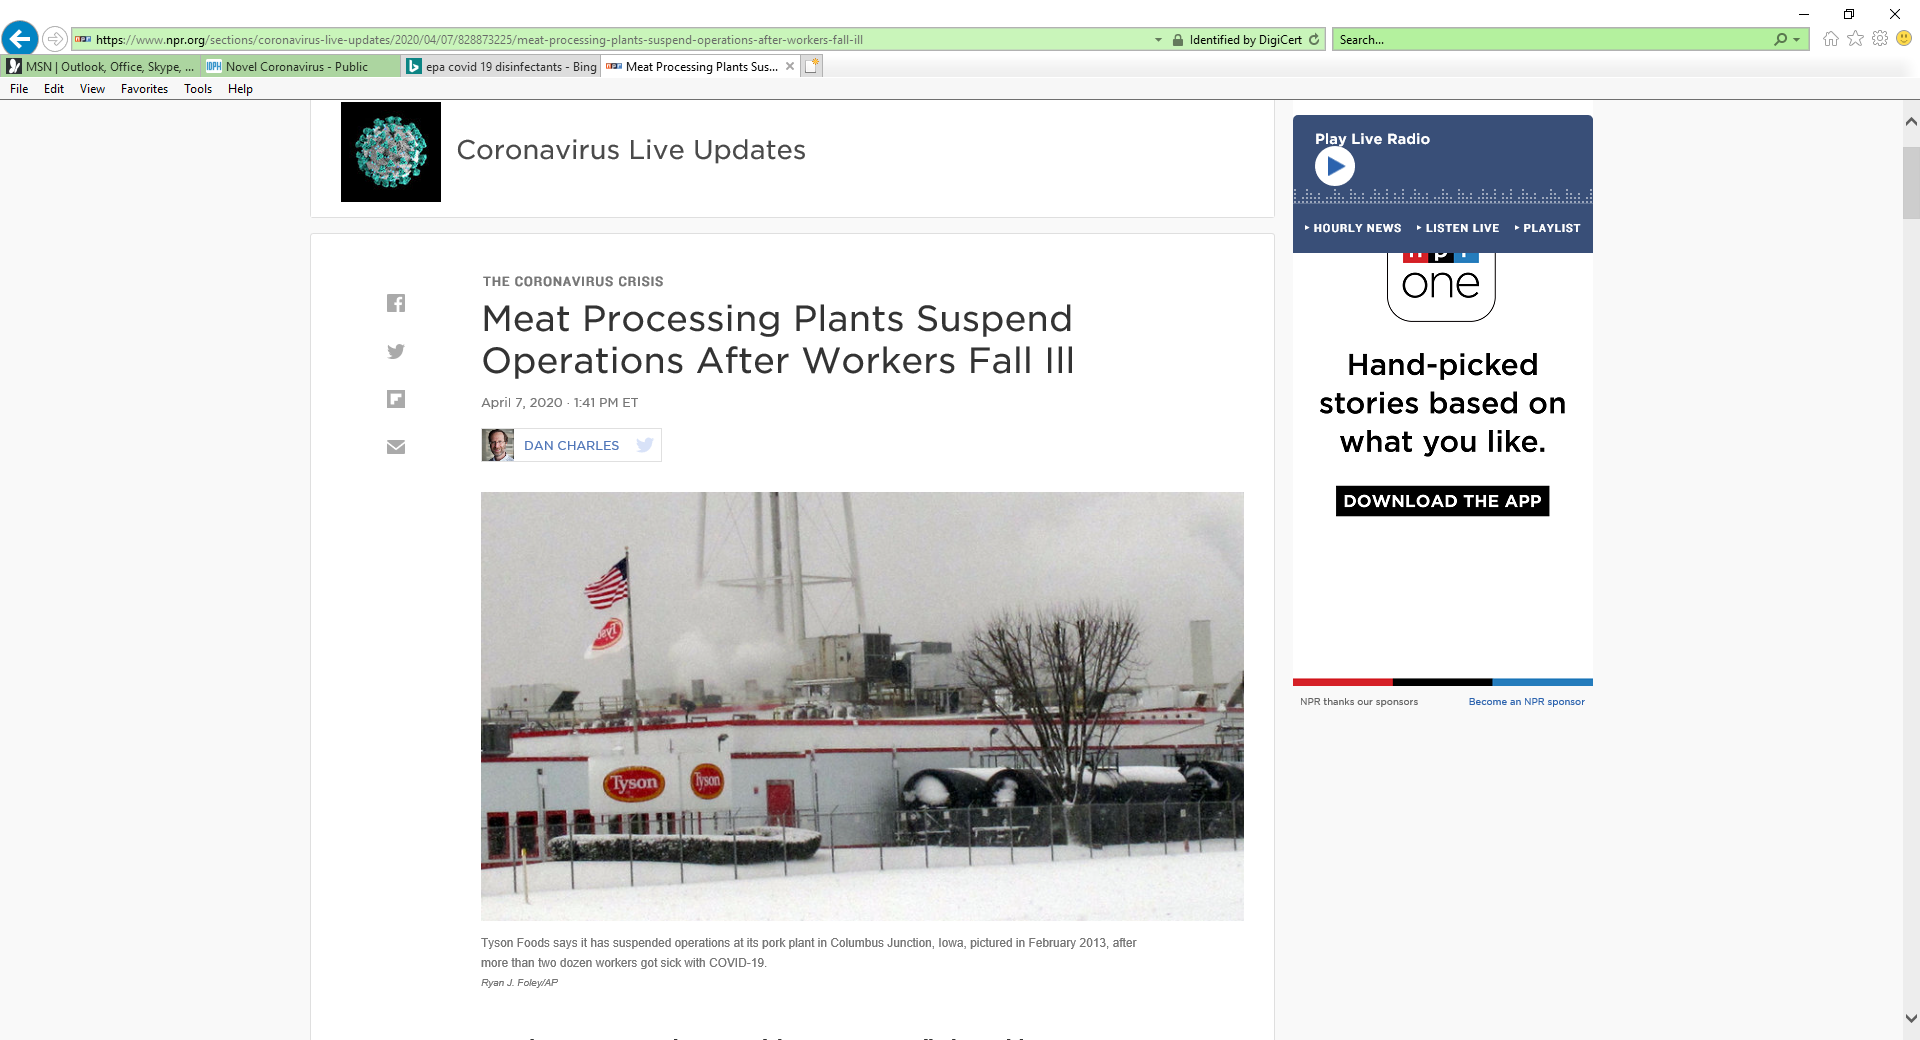 https://www.npr.org/sections/coronavirus-live-updates/2020/04/07/828873225/meat-processing-plants-suspend-operations-after-workers-fall-ill
Identified by DigiCert
Search...
MSN | Outlook, Office, Skype, ...
IDPH Novel Coronavirus - Public
epa covid 19 disinfectants - Bing
Meat Processing Plants Sus...
File Edit View Favorites Tools Help
Coronavirus Live Updates
Play Live Radio
HOURLY NEWS LISTEN LIVE PLAYLIST
THE CORONAVIRUS CRISIS
Meat Processing Plants Suspend
Operations After Workers Fall Ill
April 7, 2020 · 1:41 PM ET
DAN CHARLES
Tyson
Tyson
Tyson
Tyson Foods says it has suspended operations at its pork plant in Columbus Junction, Iowa, pictured in February 2013, after
more than two dozen workers got sick with COVID-19.
Ryan J. Foley/AP
npr
one
Hand-picked
stories based on
what you like.
DOWNLOAD THE APP
NPR thanks our sponsors
Become an NPR sponsor